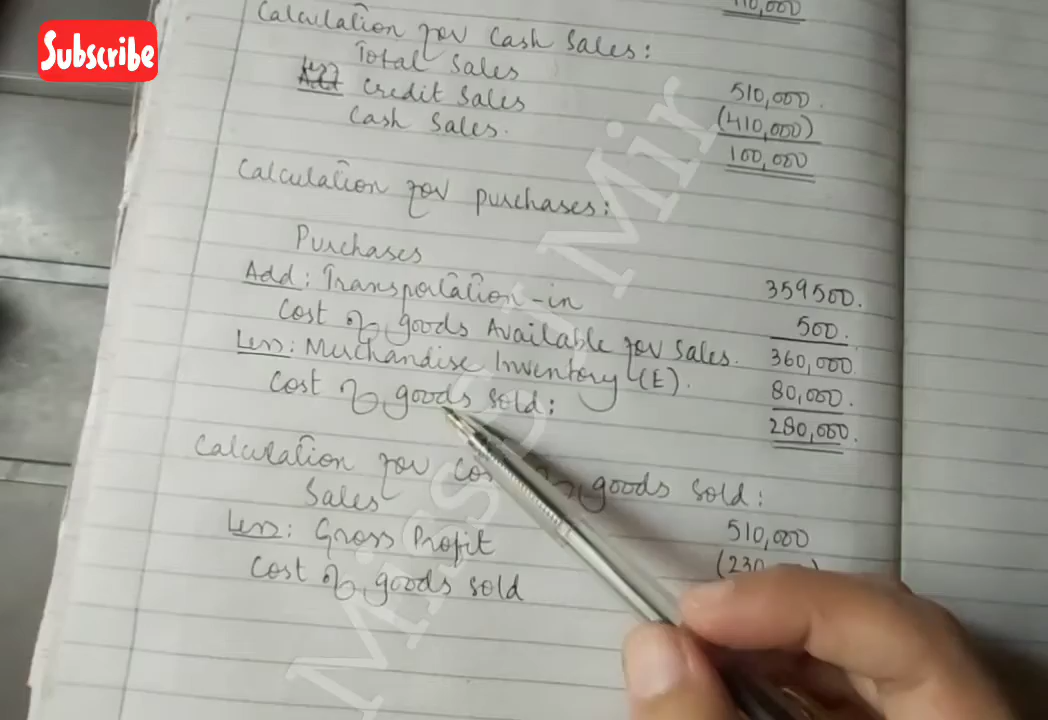 110,000
Subscribe
Calculation for Cash Sales:
Total Sales 510,000.
Credit Sales (410,000)
Cash Sales. 100,000
Calculation for purchases:
Purchases 359500.
Add: Transportation-in 500.
Cost of goods Available for sales. 360,000
Less: Merchandise Inventory (E). 80,000.
Cost of goods sold: 280,000.
Calculation for cost of goods sold:
Sales 510,000
Less: Gross Profit (230
Cost of goods sold